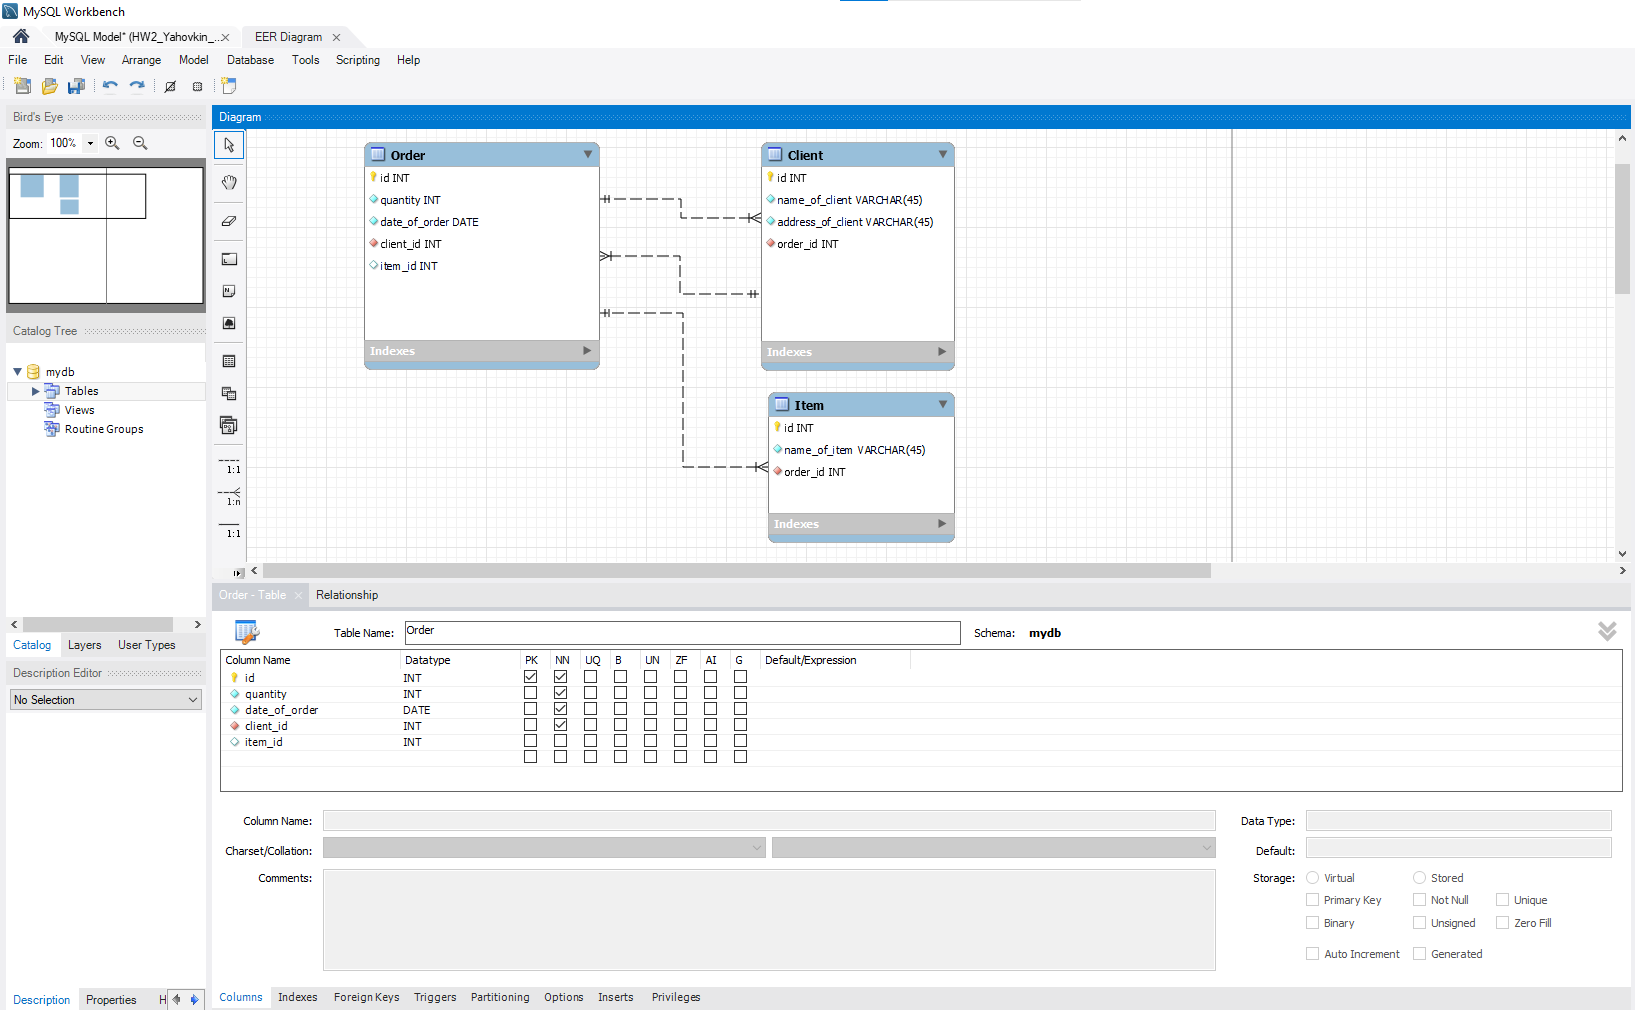 MySQL Workbench
MySQL Model* (HW2_Yahovkin_... EER Diagram
File Edit View Arrange Model Database Tools Scripting Help
Bird's Eye
Zoom: 100%
Diagram
Order
id INT
quantity INT
date_of_order DATE
client_id INT
item_id INT
Indexes
Client
id INT
name_of_client VARCHAR(45)
address_of_client VARCHAR(45)
order_id INT
Indexes
Item
id INT
name_of_item VARCHAR(45)
order_id INT
Indexes
1:1
1:n
1:1
Catalog Tree
mydb
Tables
Views
Routine Groups
Catalog Layers User Types
Description Editor
No Selection
Description Properties H
Order - Table Relationship
Table Name: Order Schema: mydb
Column Name Datatype PK NN UQ B UN ZF AI G Default/Expression
id INT
quantity INT
date_of_order DATE
client_id INT
item_id INT
Column Name: Data Type:
Charset/Collation: Default:
Comments: Storage: Virtual Stored
Primary Key Not Null Unique
Binary Unsigned Zero Fill
Auto Increment Generated
Columns Indexes Foreign Keys Triggers Partitioning Options Inserts Privileges